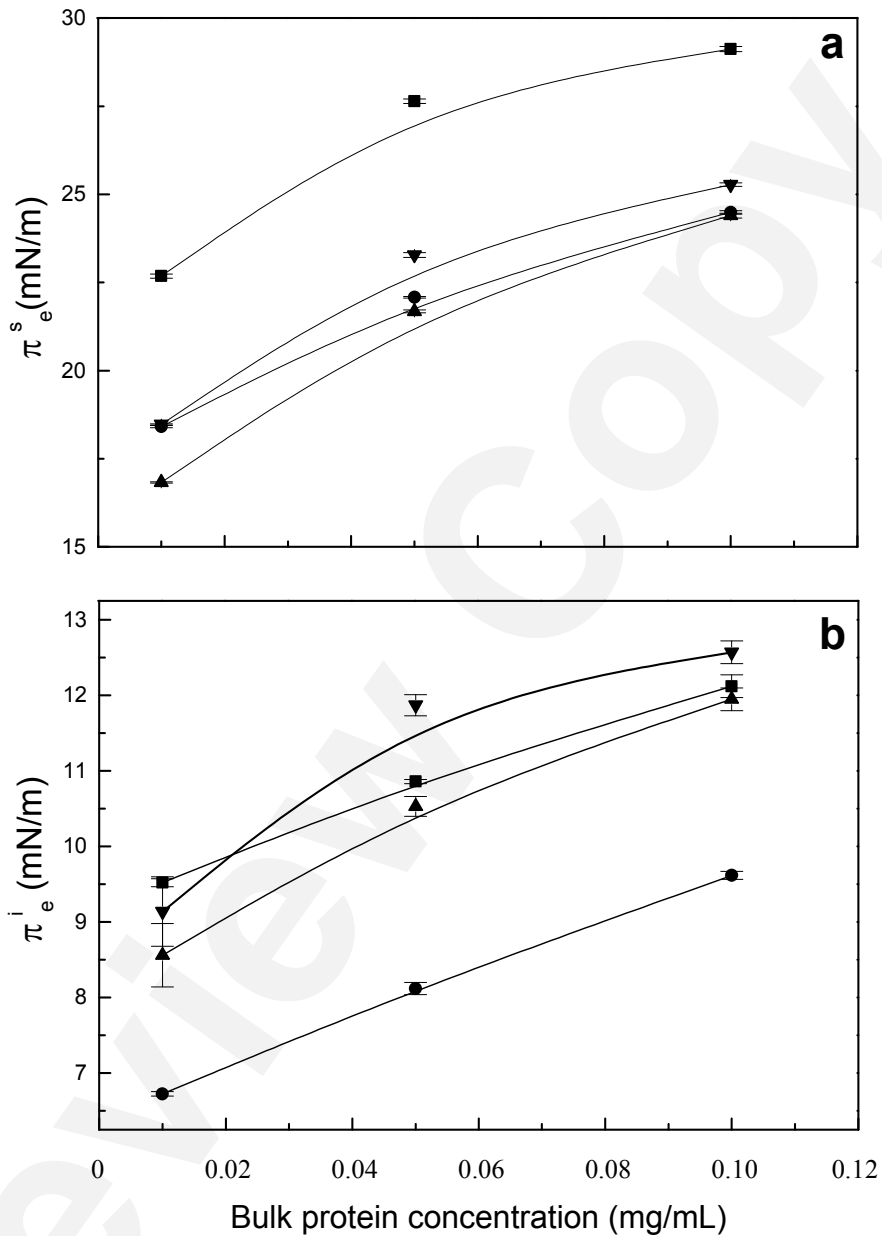 a
30
25
20
15
π^s_e (mN/m)
b
13
12
11
10
9
8
7
π^i_e (mN/m)
0 0.02 0.04 0.06 0.08 0.10 0.12
Bulk protein concentration (mg/mL)
eview Copy